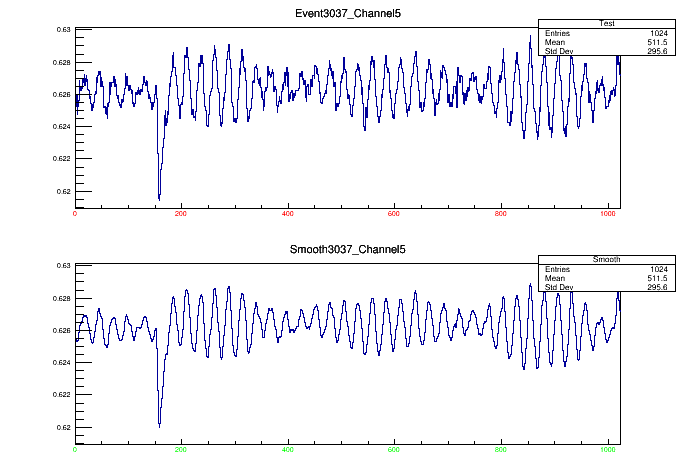 Event3037_Channel5
Test
Entries 1024
Mean 511.5
Std Dev 295.6
0.63
0.628
0.626
0.624
0.622
0.62
0 200 400 600 800 1000
Smooth3037_Channel5
Smooth
Entries 1024
Mean 511.5
Std Dev 295.6
0.63
0.628
0.626
0.624
0.622
0.62
0 200 400 600 800 1000